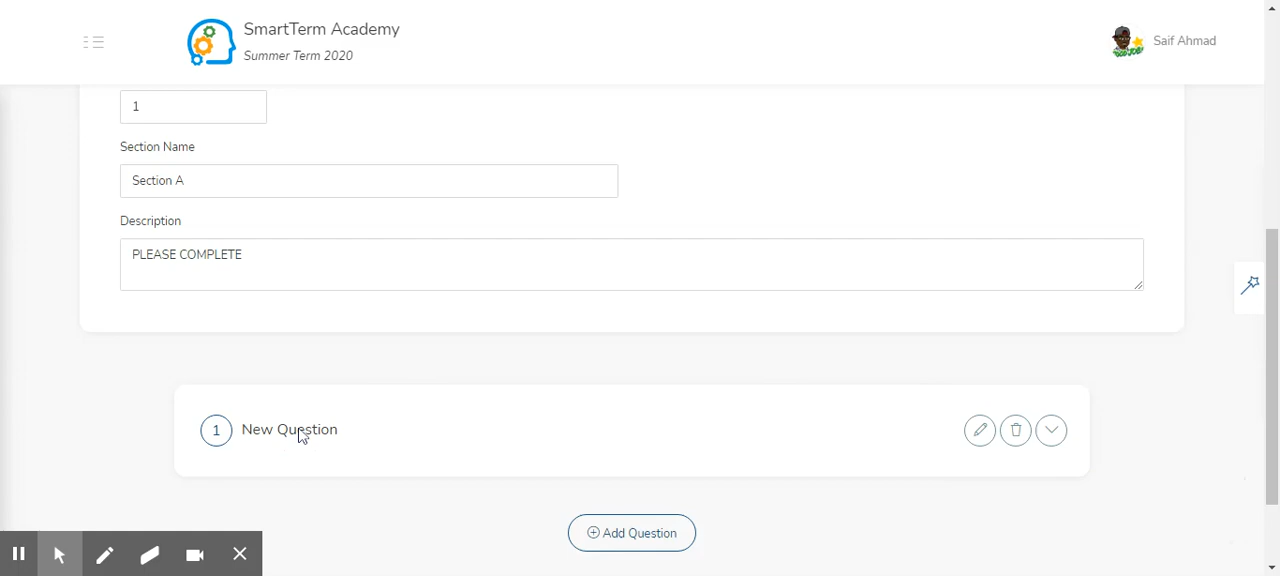 SmartTerm Academy
Summer Term 2020
Saif Ahmad
1
Section Name
Section A
Description
PLEASE COMPLETE
1 New Question
Add Question